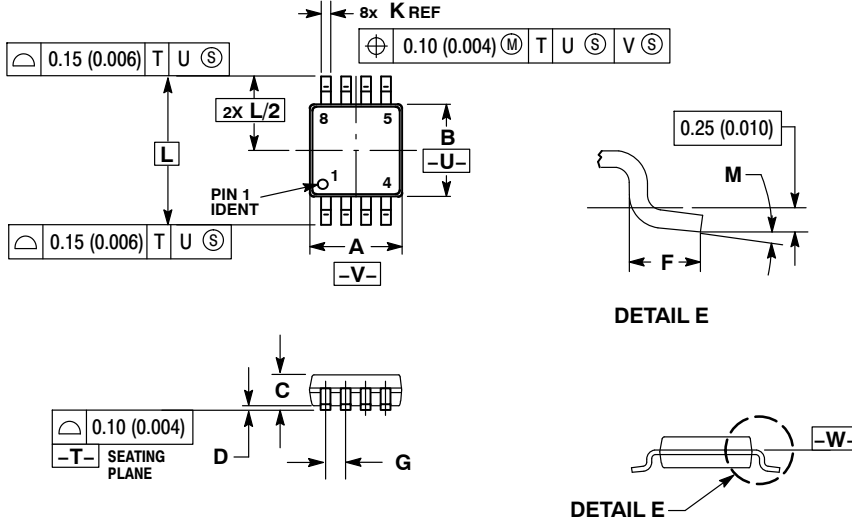 8x K REF
⌖ 0.10 (0.004) Ⓜ T U Ⓢ V Ⓢ
⌓ 0.15 (0.006) T U Ⓢ
2X L/2
8 5
B
-U-
L
PIN 1
IDENT
1
4
⌓ 0.15 (0.006) T U Ⓢ
A
-V-
0.25 (0.010)
M
F
DETAIL E
C
⌓ 0.10 (0.004)
-T- SEATING
PLANE
D
G
-W-
DETAIL E